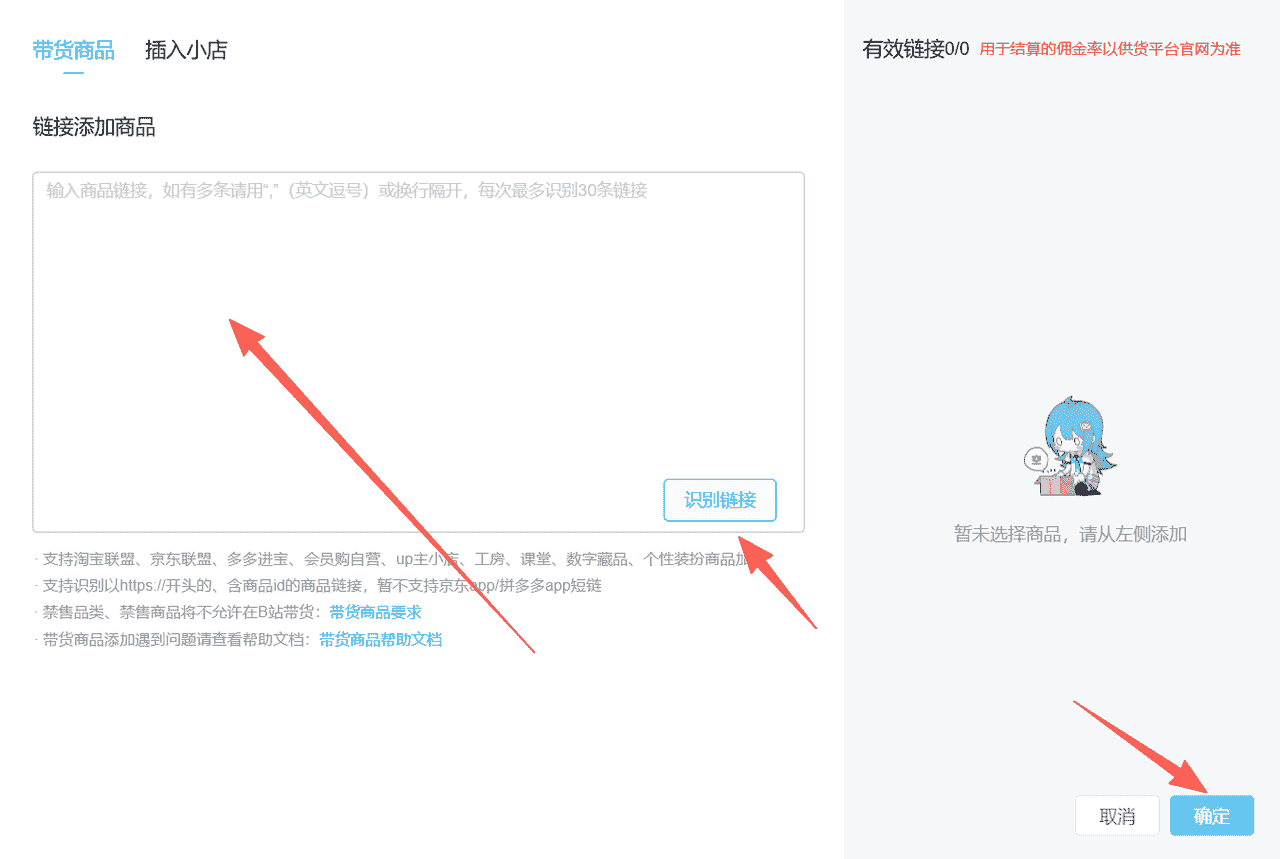 带货商品 插入小店
链接添加商品
输入商品链接，如有多条请用“,”（英文逗号）或换行隔开，每次最多识别30条链接
识别链接
· 支持淘宝联盟、京东联盟、多多进宝、会员购自营、up主小店、工房、课堂、数字藏品、个性装扮商品加
· 支持识别以https://开头的、含商品id的商品链接，暂不支持京东app/拼多多app短链
· 禁售品类、禁售商品将不允许在B站带货：带货商品要求
· 带货商品添加遇到问题请查看帮助文档：带货商品帮助文档
有效链接0/0 用于结算的佣金率以供货平台官网为准
空
暂未选择商品，请从左侧添加
取消 确定